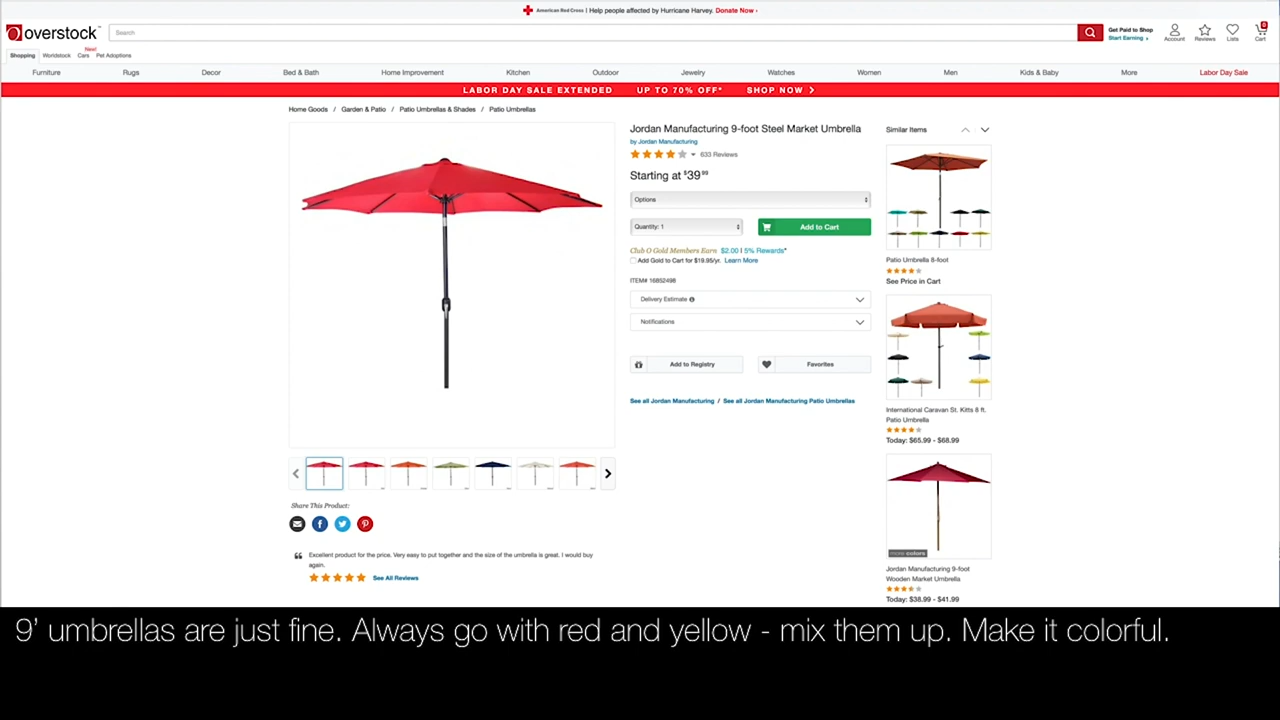 American Red Cross | Help people affected by Hurricane Harvey. Donate Now ›
overstock™
Search
Get Paid to Shop
Start Earning ›
Account
Reviews
Lists
0
Cart
Shopping
Worldstock
New!
Cars
Pet Adoptions
Furniture
Rugs
Decor
Bed & Bath
Home Improvement
Kitchen
Outdoor
Jewelry
Watches
Women
Men
Kids & Baby
More
Labor Day Sale
LABOR DAY SALE EXTENDED UP TO 70% OFF* SHOP NOW
Home Goods / Garden & Patio / Patio Umbrellas & Shades / Patio Umbrellas
Jordan Manufacturing 9-foot Steel Market Umbrella
by Jordan Manufacturing
633 Reviews
Starting at $39.99
Options
Quantity: 1
Add to Cart
Club O Gold Members Earn $2.00 | 5% Rewards*
Add Gold to Cart for $19.95/yr. Learn More
ITEM# 16852498
Delivery Estimate
Notifications
Add to Registry
Favorites
See all Jordan Manufacturing / See all Jordan Manufacturing Patio Umbrellas
Share This Product:
Excellent product for the price. Very easy to put together and the size of the umbrella is great. I would buy
again.
See All Reviews
Similar Items
Patio Umbrella 8-foot
See Price in Cart
International Caravan St. Kitts 8 ft.
Patio Umbrella
Today: $65.99 - $68.99
more colors
Jordan Manufacturing 9-foot
Wooden Market Umbrella
Today: $38.99 - $41.99
9’ umbrellas are just fine. Always go with red and yellow - mix them up. Make it colorful.